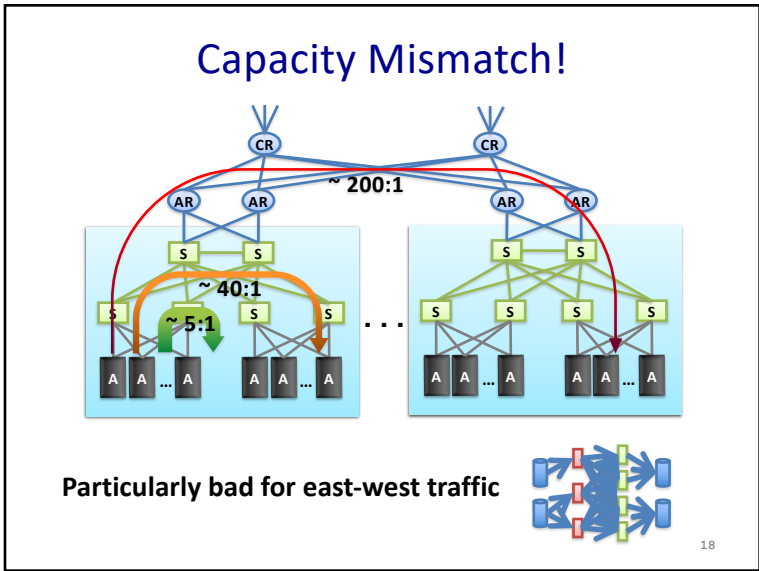 Capacity Mismatch!
CR CR
~ 200:1
AR AR AR AR
S S S S
~ 40:1
S S S S S S S
~ 5:1
. . .
A A ... A A A ... A A A ... A A A ... A
Particularly bad for east-west traffic
18